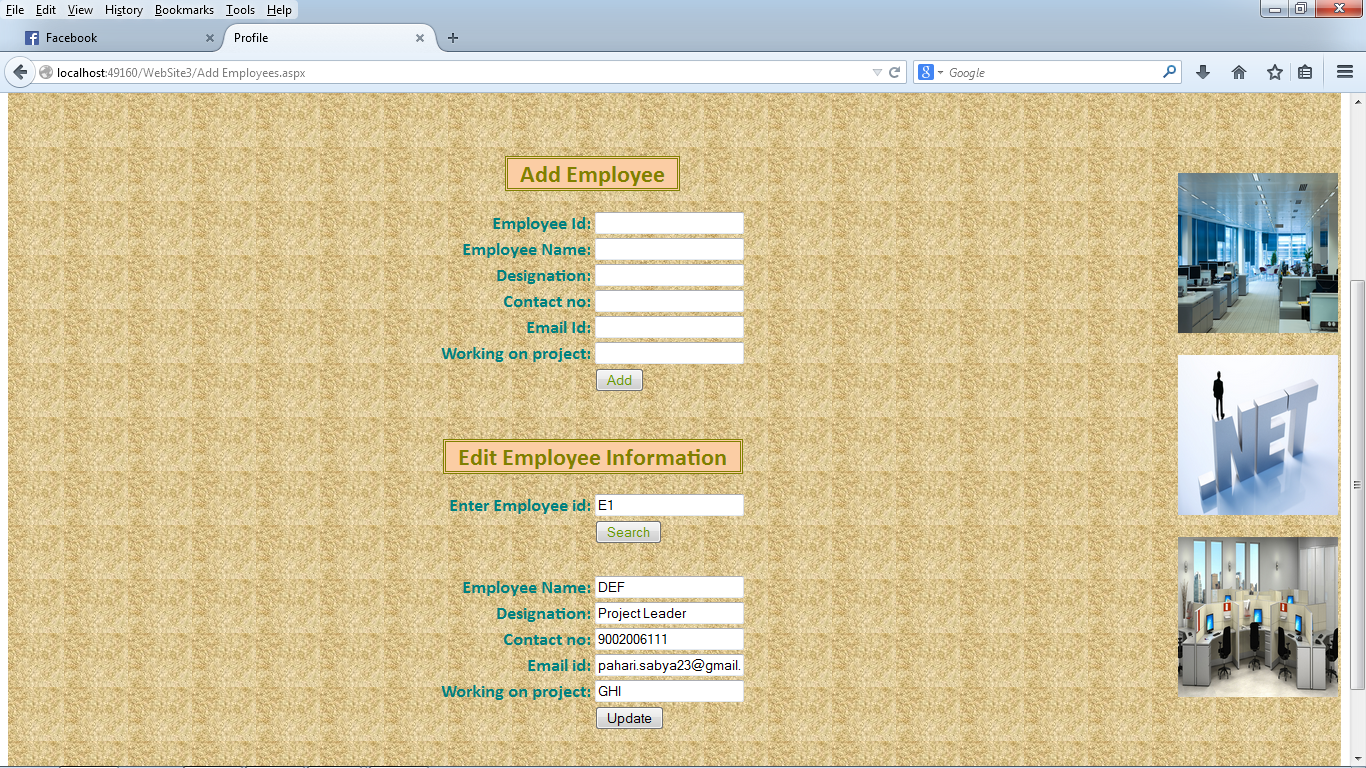 File Edit View History Bookmarks Tools Help
Facebook
Profile
localhost:49160/WebSite3/Add Employees.aspx
Google
Add Employee
Employee Id:
Employee Name:
Designation:
Contact no:
Email Id:
Working on project:
Add
Edit Employee Information
Enter Employee id: E1
Search
Employee Name: DEF
Designation: Project Leader
Contact no: 9002006111
Email id: pahari.sabya23@gmail.
Working on project: GHI
Update
.NET